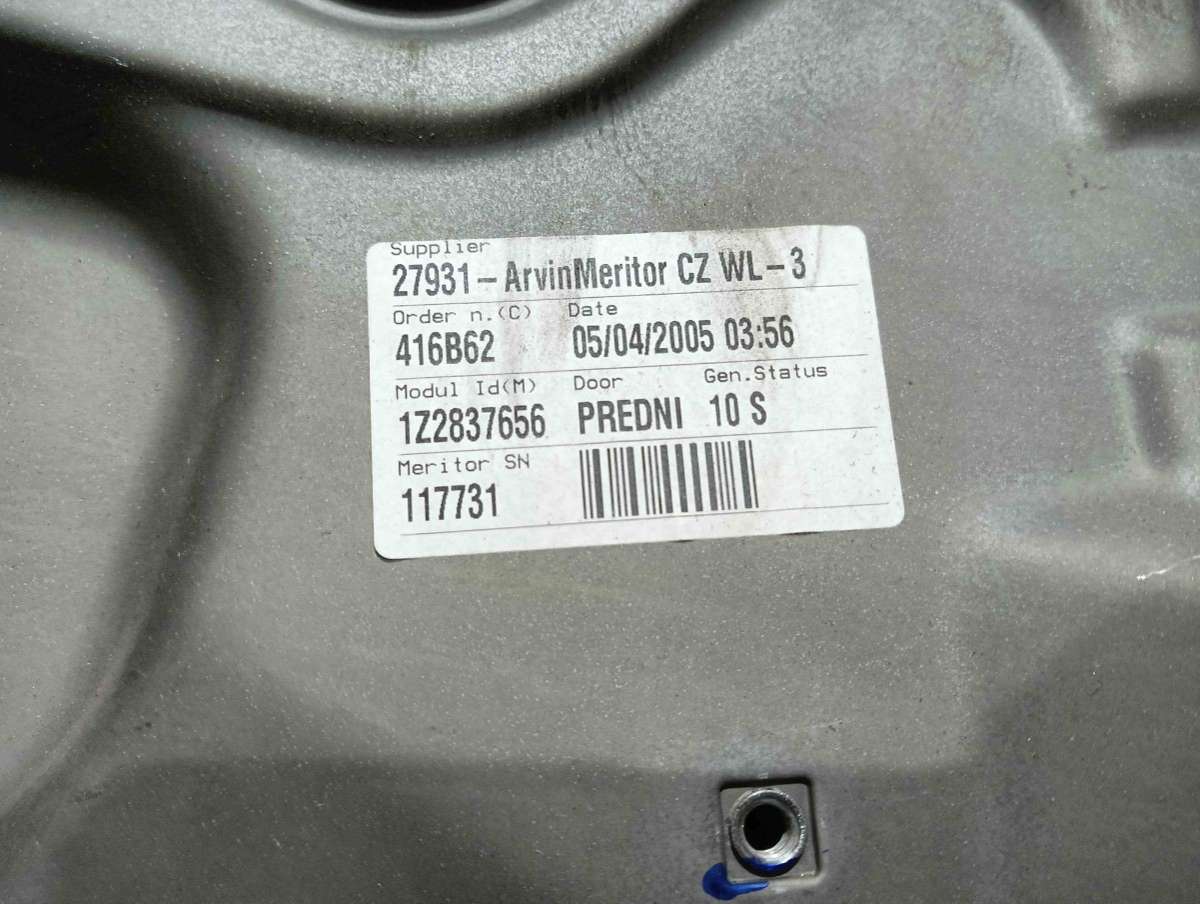 Supplier
27931-ArvinMeritor CZ WL-3
Order n.(C) Date
416B62 05/04/2005 03:56
Modul Id(M) Door Gen.Status
1Z2837656 PREDNI 10 S
Meritor SN
117731